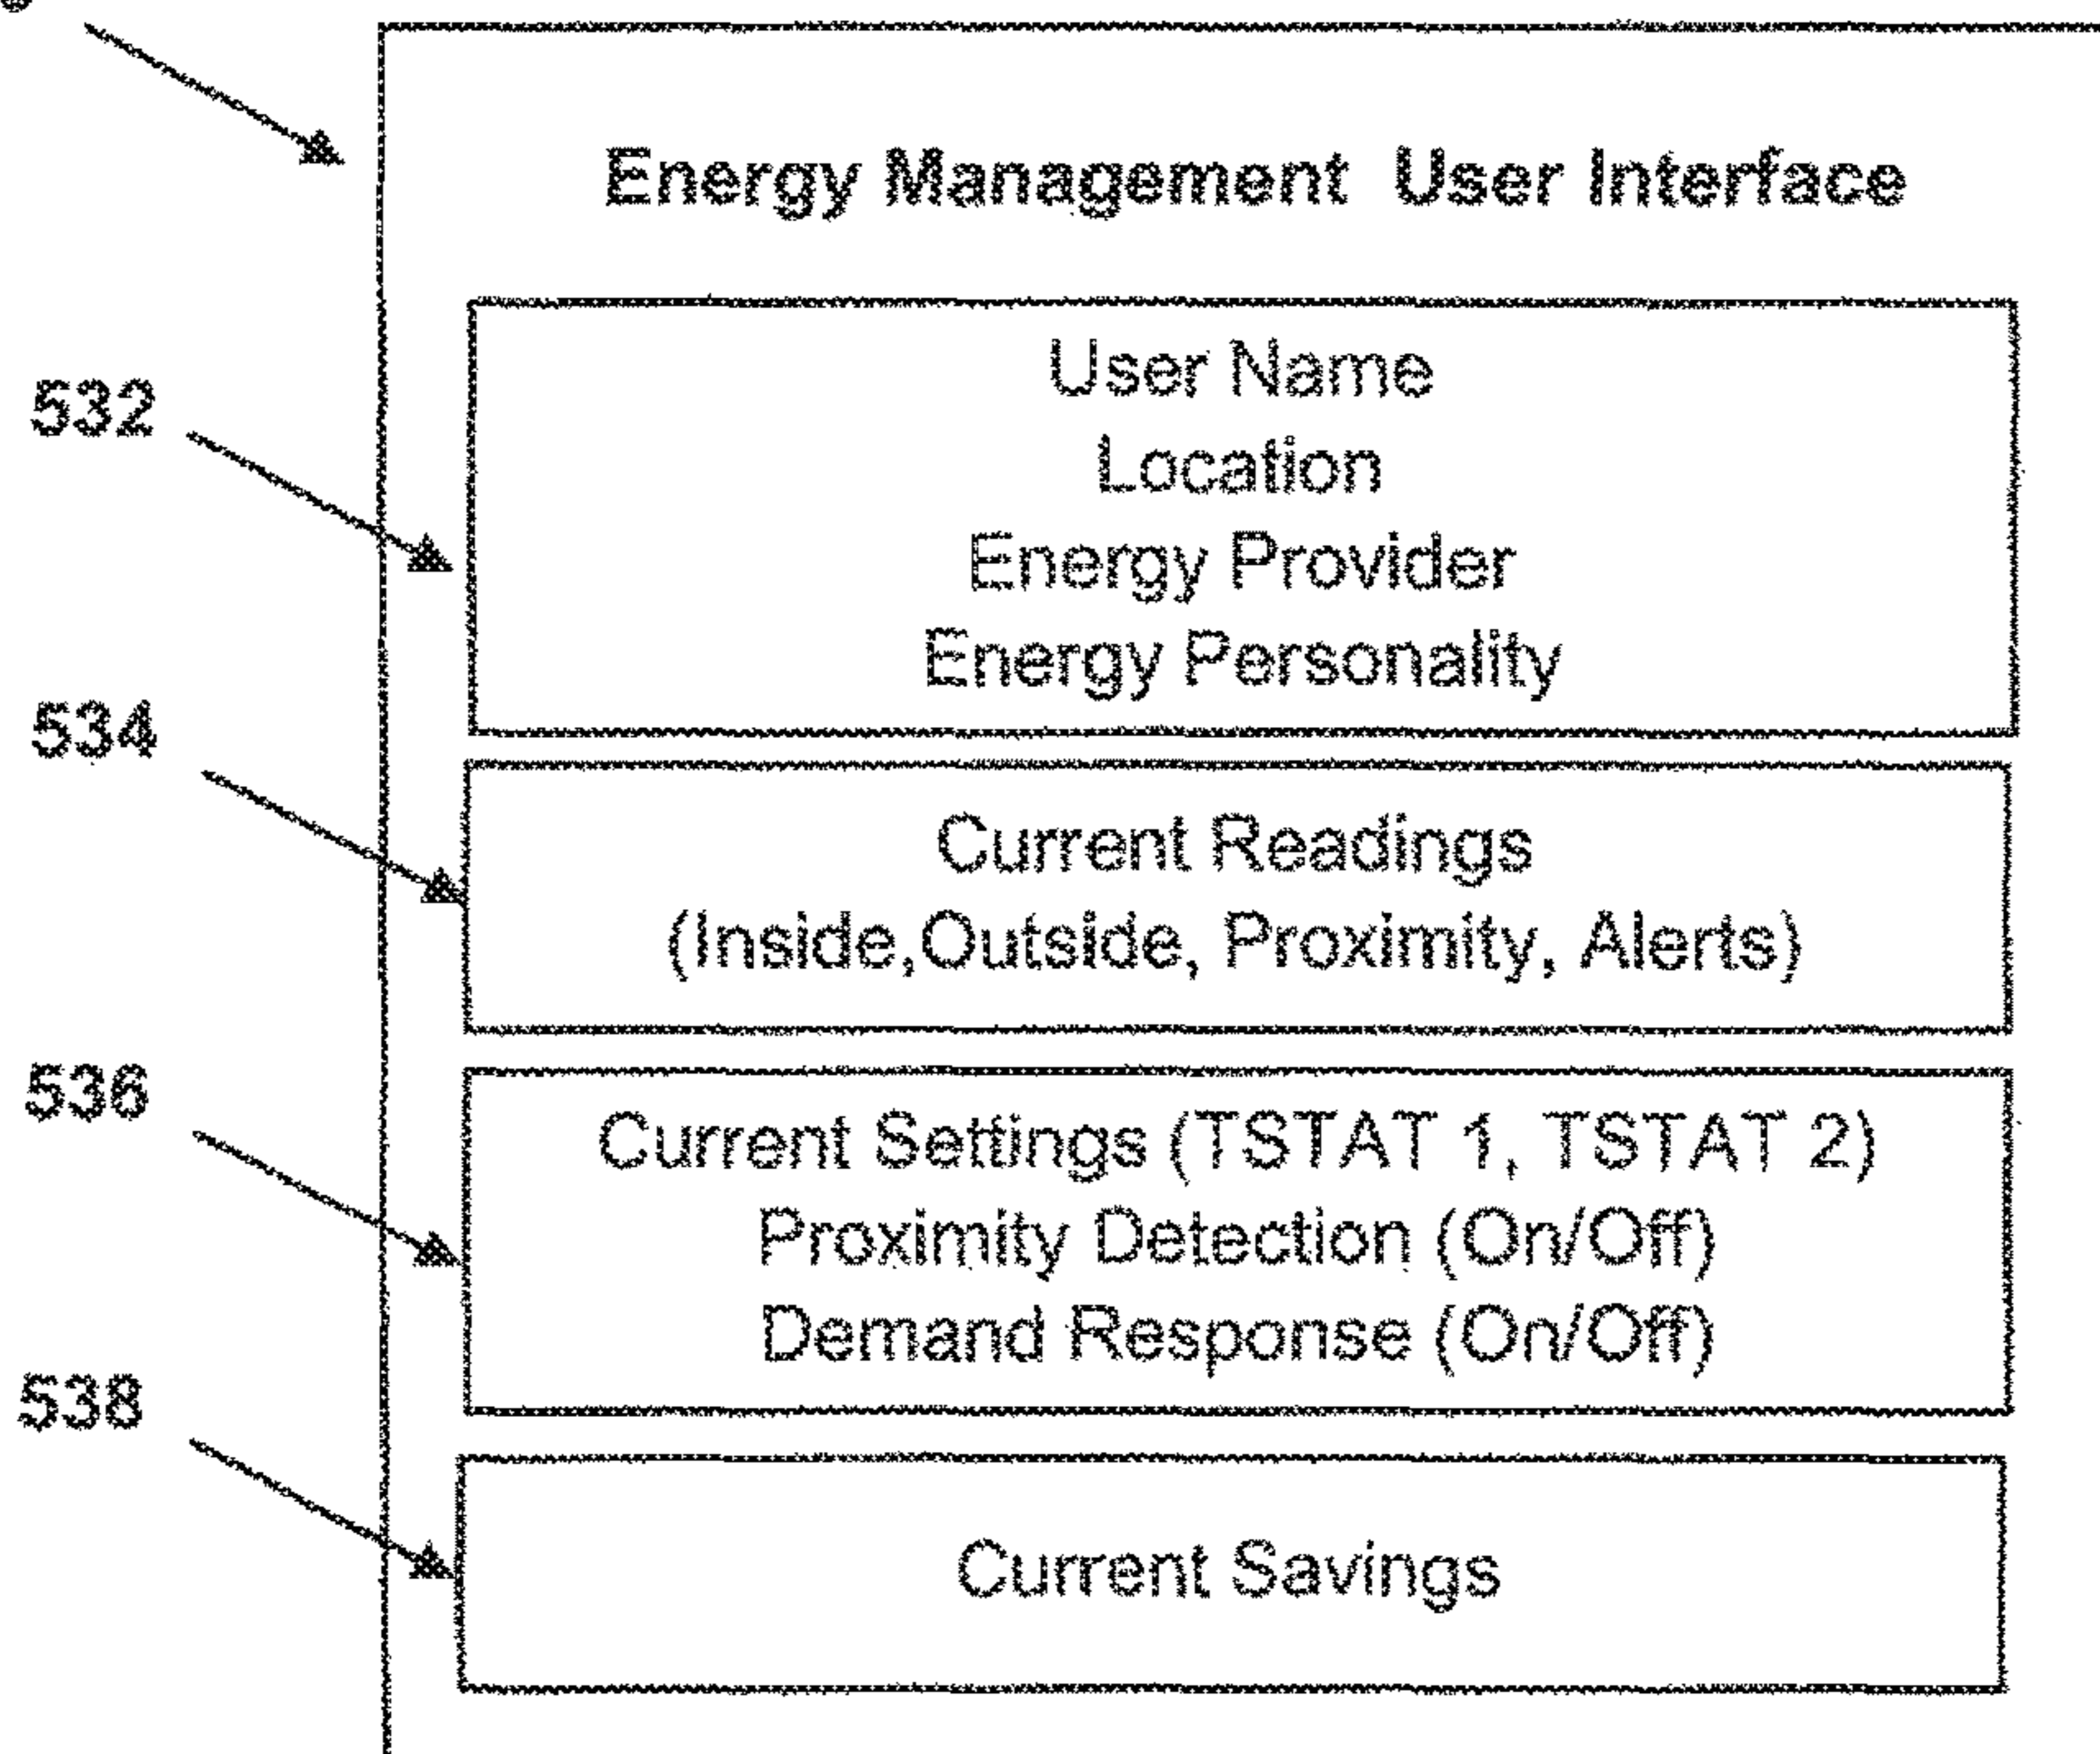 Energy Management User Interface
532
User Name
Location
Energy Provider
Energy Personality
534
Current Readings
(Inside,Outside, Proximity, Alerts)
536
Current Settings (TSTAT 1, TSTAT 2)
Proximity Detection (On/Off)
Demand Response (On/Off)
538
Current Savings